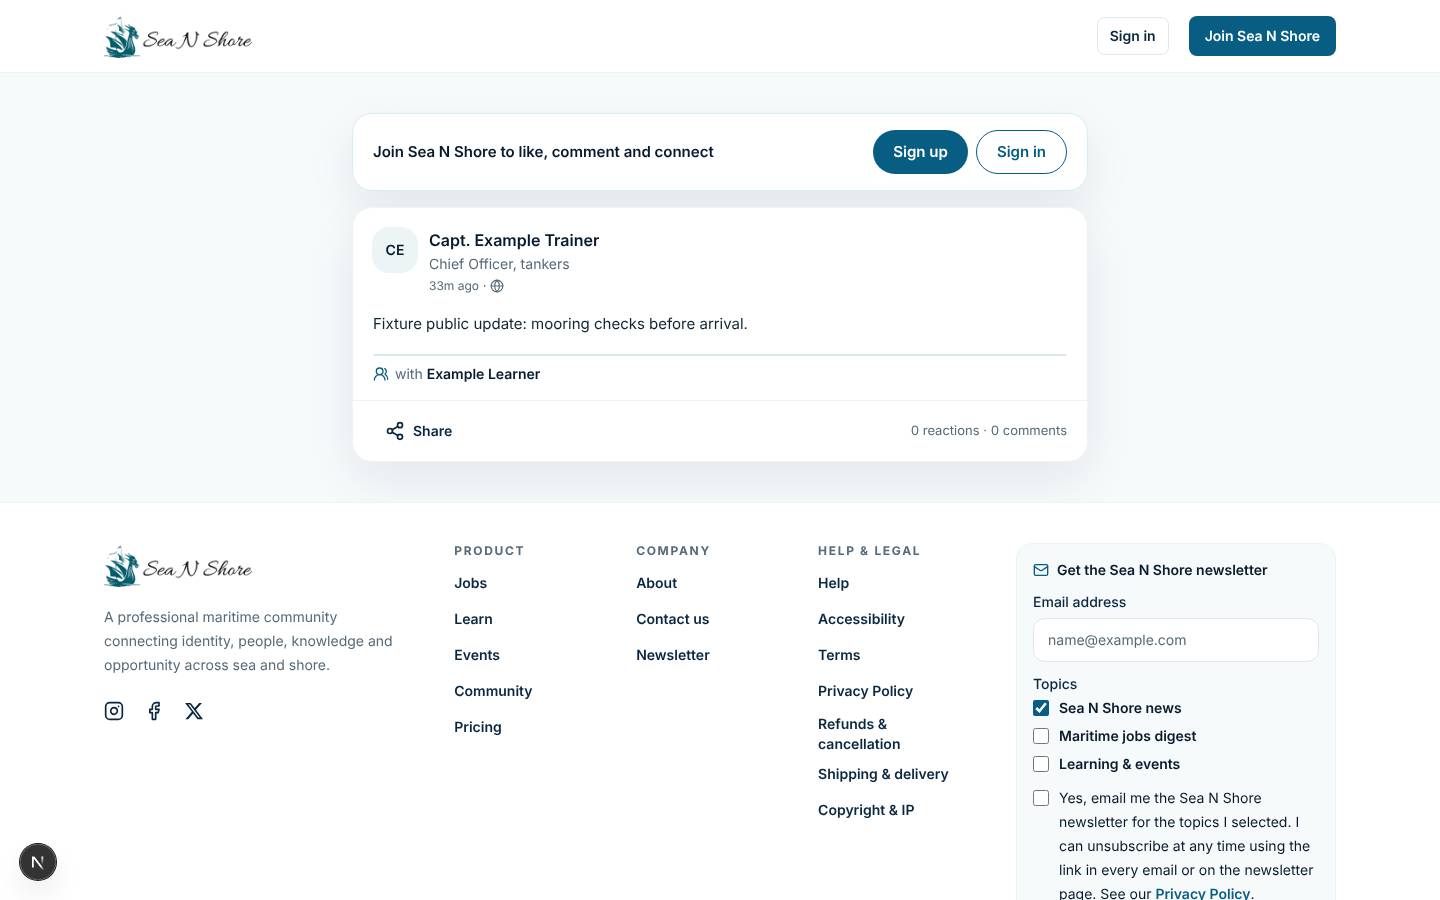 Sea N Shore
Sign in
Join Sea N Shore
Join Sea N Shore to like, comment and connect
Sign up
Sign in
CE
Capt. Example Trainer
Chief Officer, tankers
33m ago ·
Fixture public update: mooring checks before arrival.
with Example Learner
Share
0 reactions · 0 comments
Sea N Shore
A professional maritime community
connecting identity, people, knowledge and
opportunity across sea and shore.
PRODUCT
Jobs
Learn
Events
Community
Pricing
COMPANY
About
Contact us
Newsletter
HELP & LEGAL
Help
Accessibility
Terms
Privacy Policy
Refunds &
cancellation
Shipping & delivery
Copyright & IP
Get the Sea N Shore newsletter
Email address
name@example.com
Topics
Sea N Shore news
Maritime jobs digest
Learning & events
Yes, email me the Sea N Shore
newsletter for the topics I selected. I
can unsubscribe at any time using the
link in every email or on the newsletter
page. See our Privacy Policy.
N